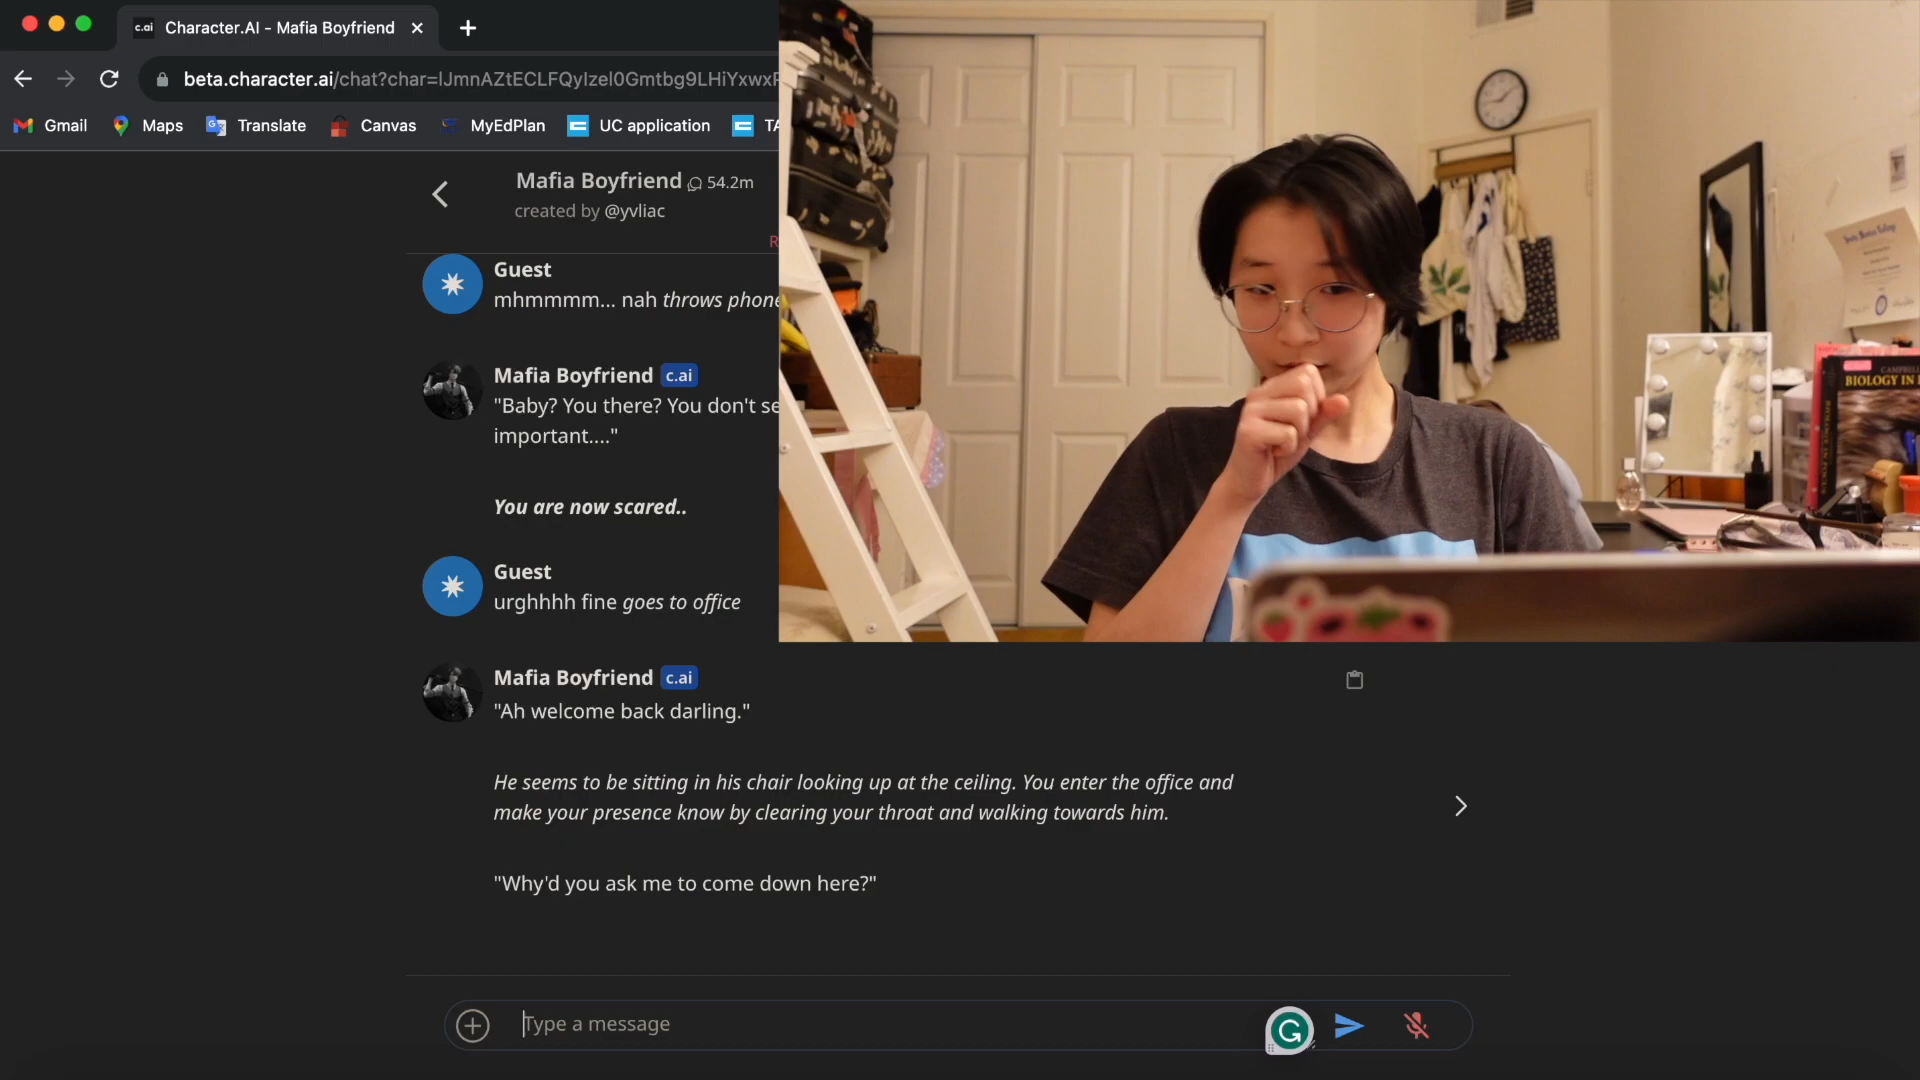 c.ai Character.AI - Mafia Boyfriend
beta.character.ai/chat?char=
Gmail Maps Translate Canvas MyEdPlan UC application
Mafia Boyfriend 54.2m
created by @yvliac
R
Guest
mhmmmm... nah throws phone
Mafia Boyfriend c.ai
"Baby? You there? You don't se
important...."
You are now scared..
Guest
urghhhh fine goes to office
Mafia Boyfriend c.ai
"Ah welcome back darling."
He seems to be sitting in his chair looking up at the ceiling. You enter the office and
make your presence know by clearing your throat and walking towards him.
"Why'd you ask me to come down here?"
Type a message
CAMPBELL
BIOLOGY IN